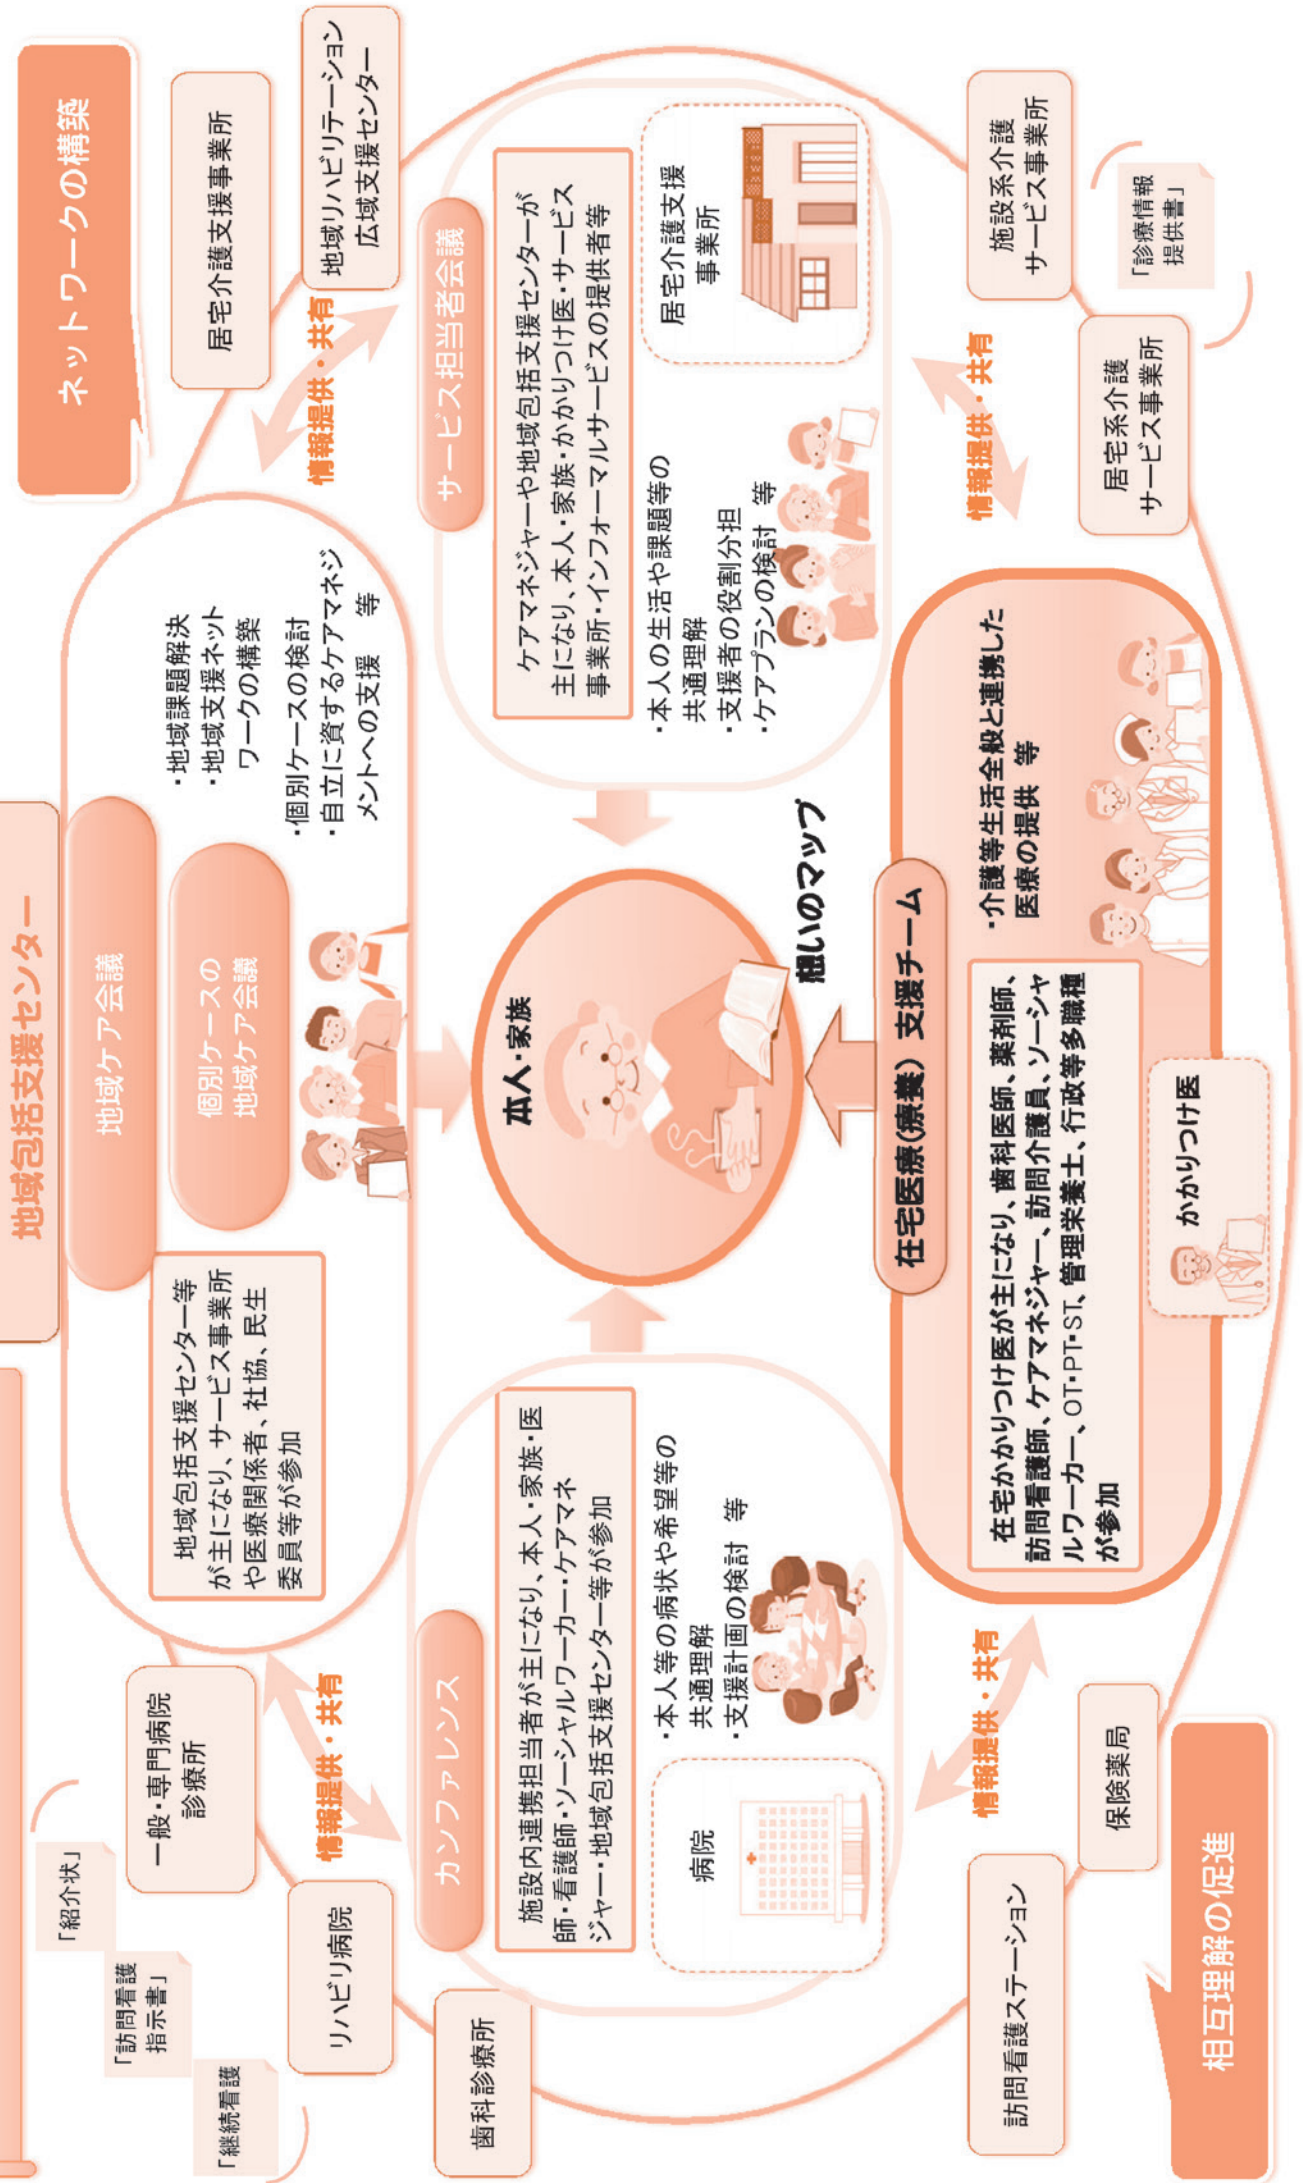 地域包括支援センター
ネットワークの構築
地域ケア会議
個別ケースの
地域ケア会議
地域包括支援センター等
が主になり、サービス事業所
や医療関係者、社協、民生
委員等が参加
・地域課題解決
・地域支援ネット
ワークの構築
・個別ケースの検討
・自立に資するケアマネジ
メントへの支援　等
「紹介状」
「訪問看護
指示書」
「継続看護
一般・専門病院
診療所
リハビリ病院
歯科診療所
居宅介護支援事業所
地域リハビリテーション
広域支援センター
情報提供・共有
情報提供・共有
カンファレンス
施設内連携担当者が主になり、本人・家族・医
師・看護師・ソーシャルワーカー・ケアマネ
ジャー・地域包括支援センター等が参加
・本人等の病状や希望等の
共通理解
・支援計画の検討　等
病院
本人・家族
想いのマップ
サービス担当者会議
ケアマネジャーや地域包括支援センターが
主になり、本人・家族・かかりつけ医・サービス
事業所・インフォーマルサービスの提供者等
・本人の生活や課題等の
共通理解
・支援者の役割分担
・ケアプランの検討　等
居宅介護支援
事業所
情報提供・共有
情報提供・共有
在宅医療(療養)支援チーム
在宅かかりつけ医が主になり、歯科医師、薬剤師、
訪問看護師、ケアマネジャー、訪問介護員、ソーシャ
ルワーカー、OT・PT・ST、管理栄養士、行政等多職種
が参加
・介護等生活全般と連携した
医療の提供　等
かかりつけ医
訪問看護ステーション
保険薬局
施設系介護
サービス事業所
居宅系介護
サービス事業所
「診療情報
提供書」
相互理解の促進